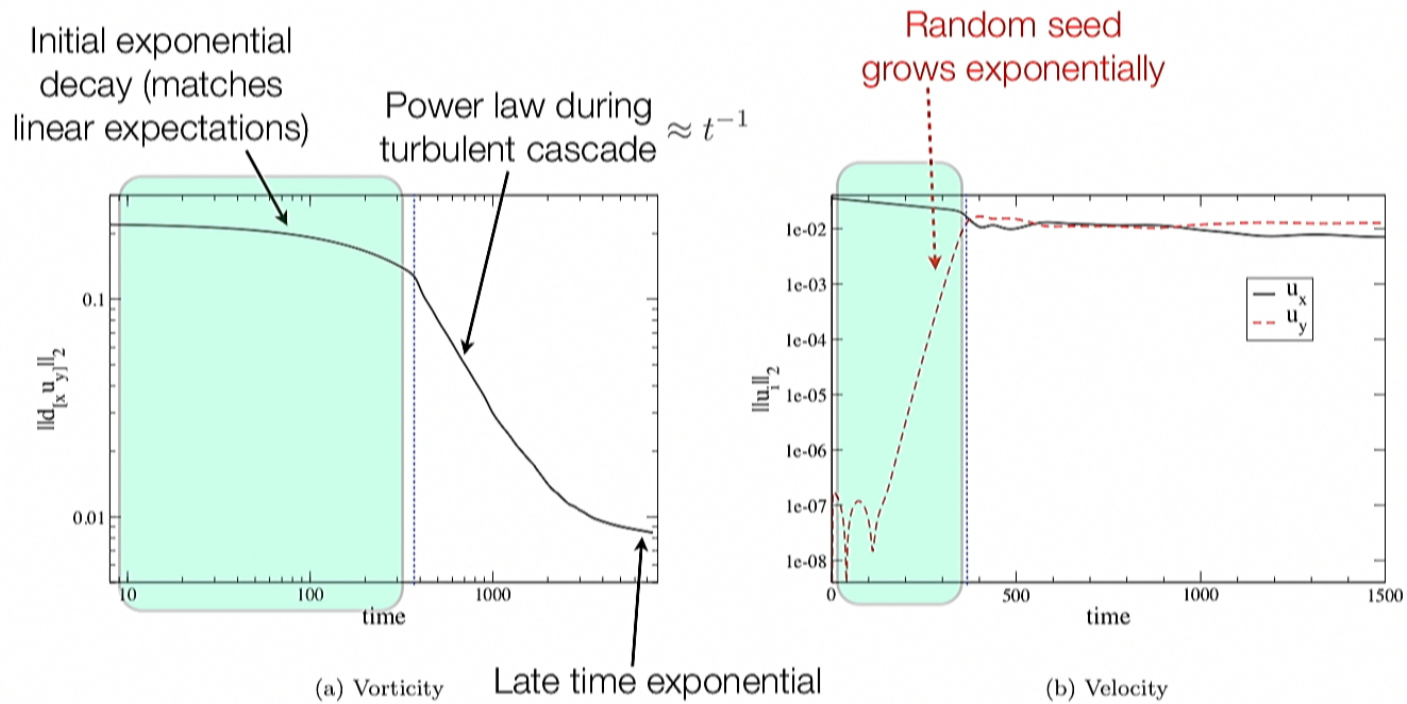 Initial exponential
decay (matches
linear expectations)
Power law during
turbulent cascade
≈ t⁻¹
Random seed
grows exponentially
||d[x uy]||2
0.1
0.01
10
100
1000
time
(a) Vorticity
Late time exponential
||ui||2
1e-02
1e-03
1e-04
1e-05
1e-06
1e-07
1e-08
ux
uy
0
500
1000
1500
time
(b) Velocity